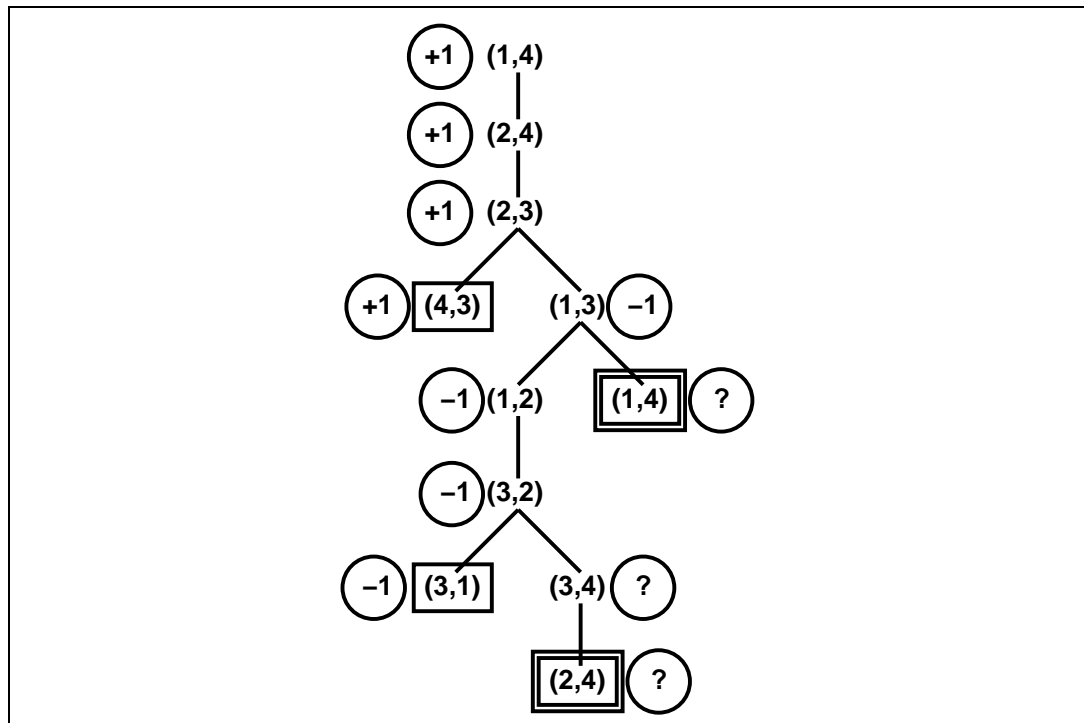 +1 (1,4)
+1 (2,4)
+1 (2,3)
+1 (4,3) (1,3) –1
–1 (1,2) (1,4) ?
–1 (3,2)
–1 (3,1) (3,4) ?
(2,4) ?